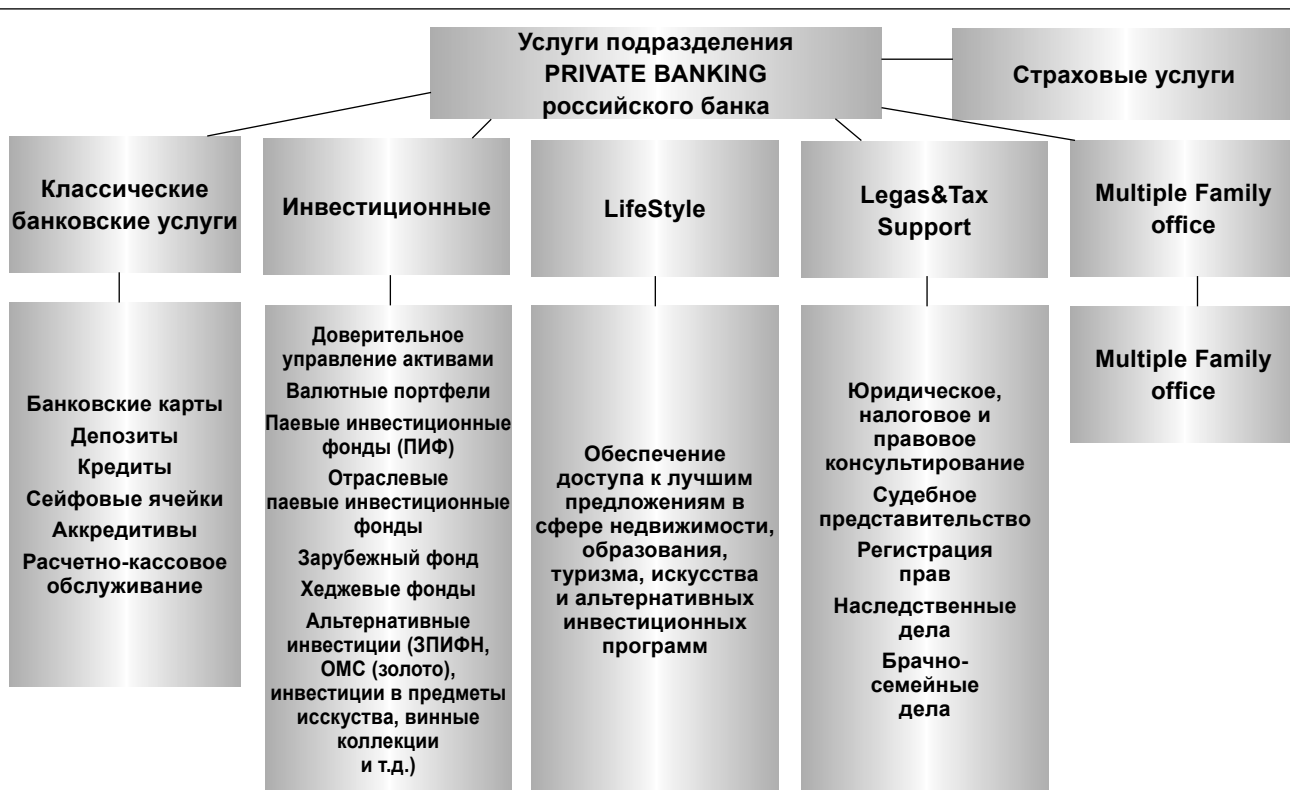 Услуги подразделения
PRIVATE BANKING
российского банка
Страховые услуги
Классические
банковские услуги
Инвестиционные
LifeStyle
Legas&Tax
Support
Multiple Family
office
Банковские карты
Депозиты
Кредиты
Сейфовые ячейки
Аккредитивы
Расчетно-кассовое
обслуживание
Доверительное
управление активами
Валютные портфели
Паевые инвестиционные
фонды (ПИФ)
Отраслевые
паевые инвестиционные
фонды
Зарубежный фонд
Хеджевые фонды
Альтернативные
инвестиции (ЗПИФН,
ОМС (золото),
инвестиции в предметы
исскуства, винные
коллекции
и т.д.)
Обеспечение
доступа к лучшим
предложениям в
сфере недвижимости,
образования,
туризма, искусства
и альтернативных
инвестиционных
программ
Юридическое,
налоговое и
правовое
консультирование
Судебное
представительство
Регистрация
прав
Наследственные
дела
Брачно-
семейные
дела
Multiple Family
office